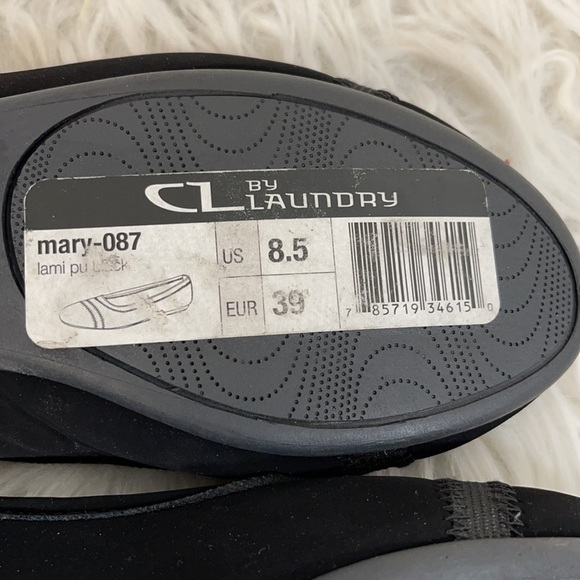 CL BY LAUNDRY
mary-087
lami pu
US 8.5
EUR 39
7 85719 34615 0